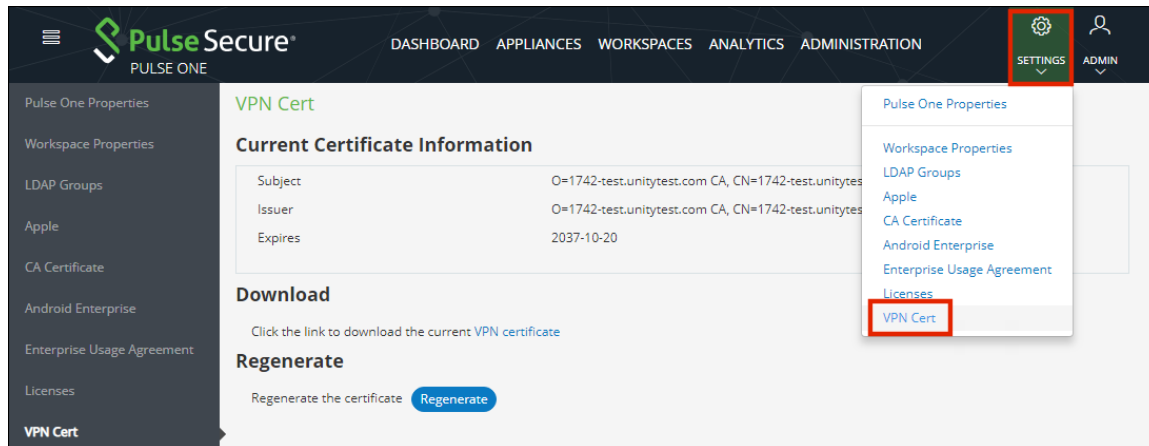 Pulse Secure
PULSE ONE
DASHBOARD APPLIANCES WORKSPACES ANALYTICS ADMINISTRATION
SETTINGS
ADMIN
Pulse One Properties
Workspace Properties
LDAP Groups
Apple
CA Certificate
Android Enterprise
Enterprise Usage Agreement
Licenses
VPN Cert
VPN Cert
Current Certificate Information
Subject O=1742-test.unitytest.com CA, CN=1742-test.unitytes
Issuer O=1742-test.unitytest.com CA, CN=1742-test.unitytes
Expires 2037-10-20
Download
Click the link to download the current VPN certificate
Regenerate
Regenerate the certificate Regenerate
Pulse One Properties
Workspace Properties
LDAP Groups
Apple
CA Certificate
Android Enterprise
Enterprise Usage Agreement
Licenses
VPN Cert